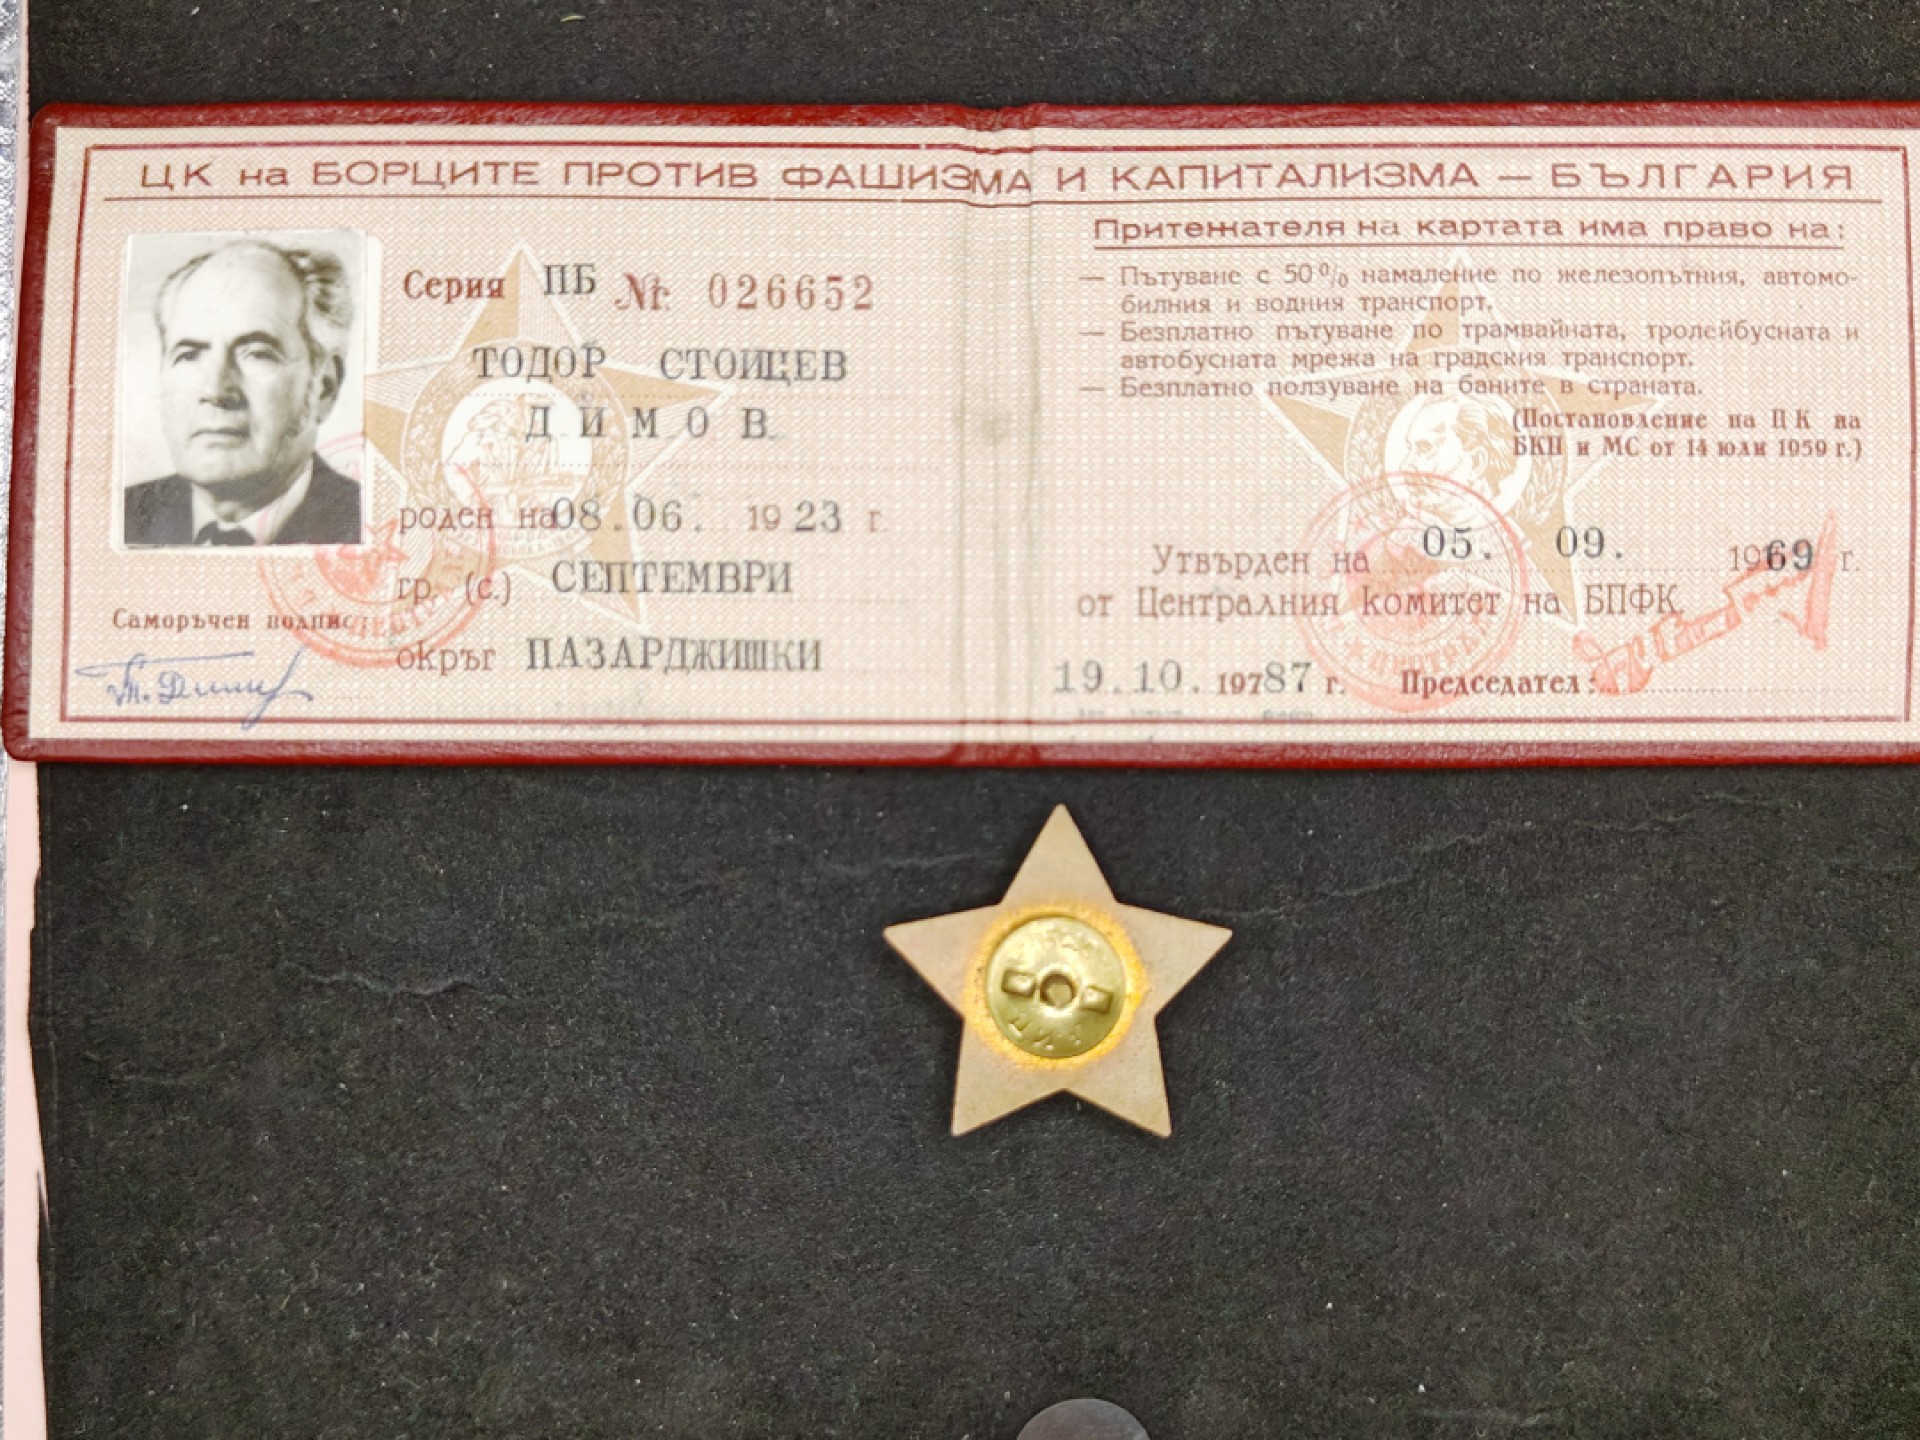 ЦК на БОРЦИТЕ ПРОТИВ ФАШИЗМА И КАПИТАЛИЗМА — БЪЛГАРИЯ
Серия ПБ № 026652
ТОДОР СТОИЦЕВ
ДИМОВ
роден на 08.06. 1923 г.
гр. (с.) СЕПТЕМВРИ
окръг ПАЗАРДЖИШКИ
Саморъчен подпис
Притежателя на картата има право на:
— Пътуване с 50% намаление по железопътния, автомо-
билния и водния транспорт.
— Безплатно пътуване по трамвайната, тролейбусната и
автобусната мрежа на градския транспорт.
— Безплатно ползуване на баните в страната.
(Постановление на ЦК на
БКП и МС от 14 юли 1959 г.)
Утвърден на 05. 09. 1969 г.
от Централния комитет на БПФК
19.10. 19787 г. Председател: